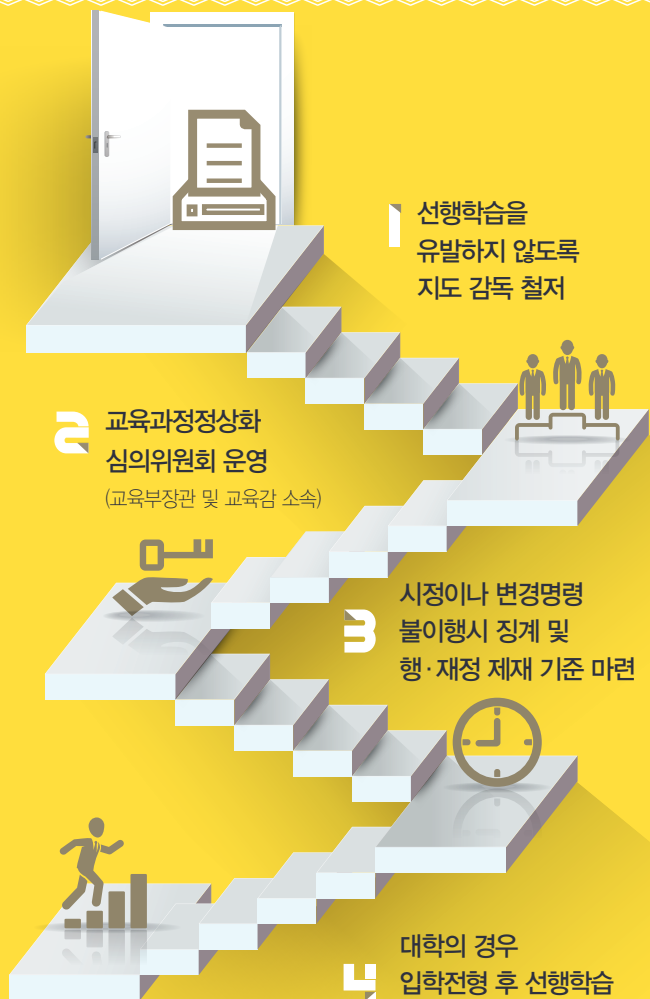 1
선행학습을
유발하지 않도록
지도 감독 철저
2
교육과정정상화
심의위원회 운영
(교육부장관 및 교육감 소속)
3
시정이나 변경명령
불이행시 징계 및
행·재정 제재 기준 마련
4
대학의 경우
입학전형 후 선행학습